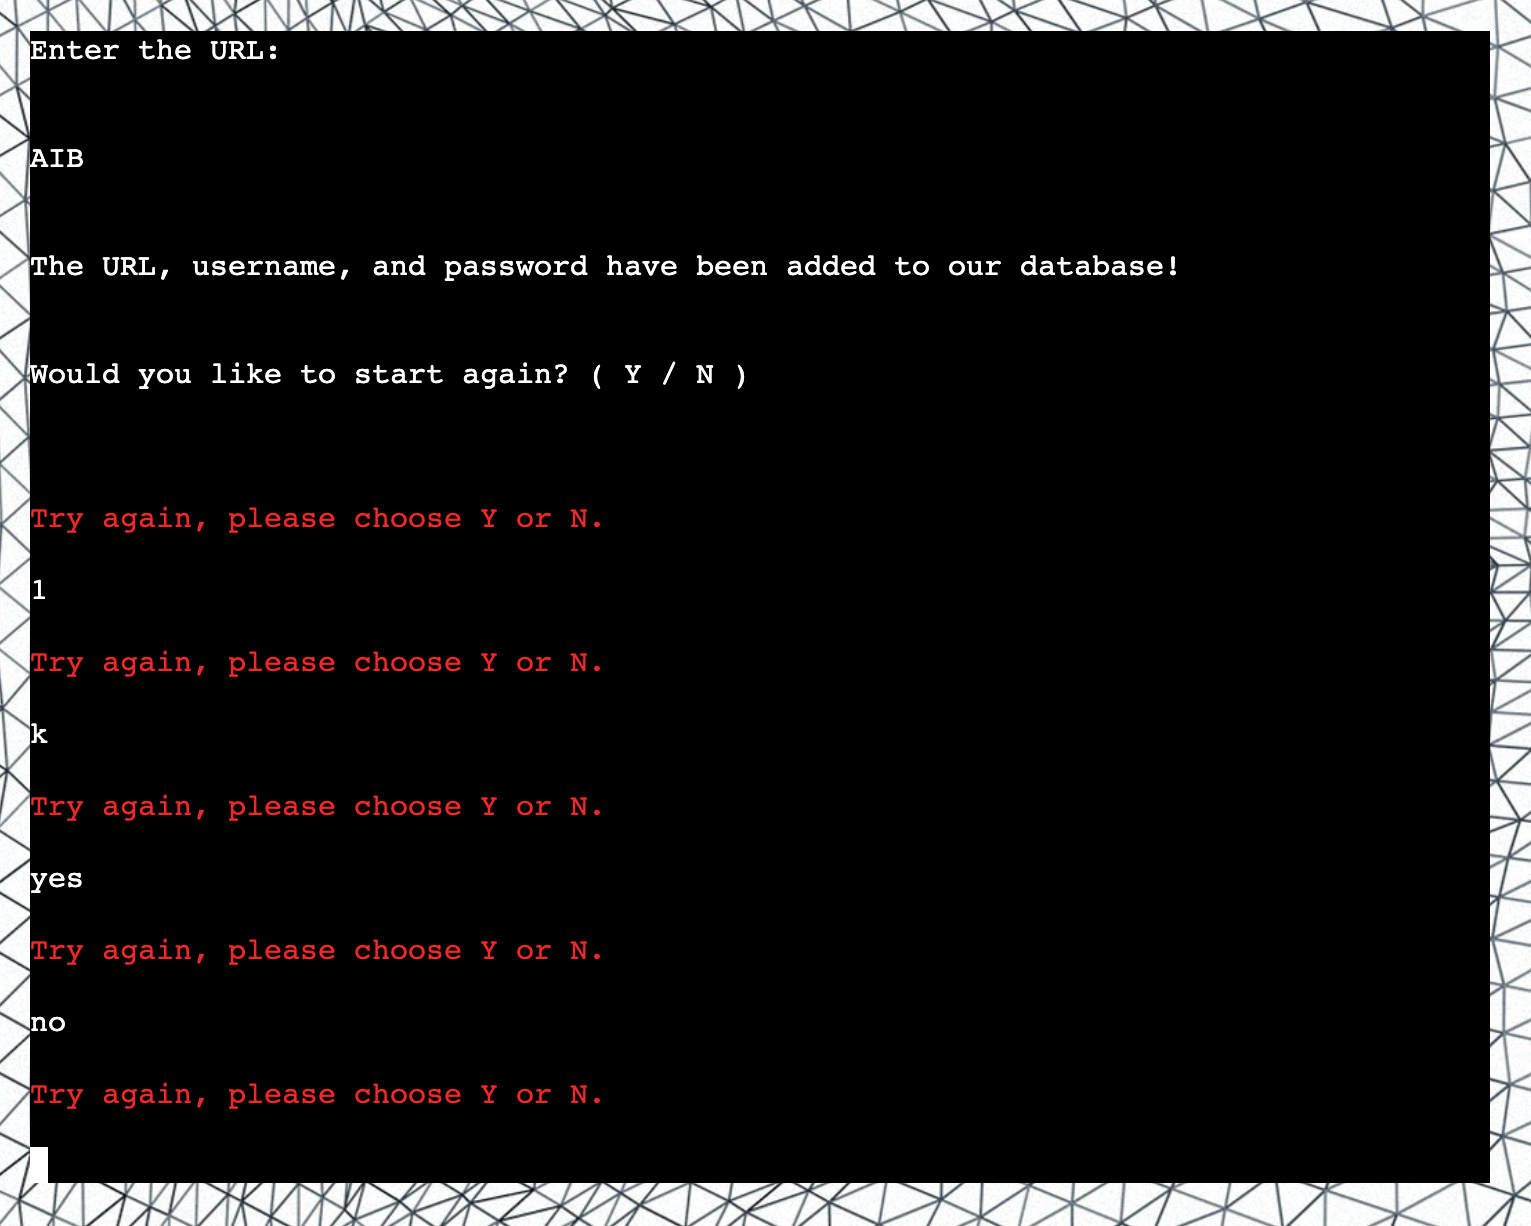 Enter the URL:
AIB
The URL, username, and password have been added to our database!
Would you like to start again? ( Y / N )
Try again, please choose Y or N.
1
Try again, please choose Y or N.
k
Try again, please choose Y or N.
yes
Try again, please choose Y or N.
no
Try again, please choose Y or N.